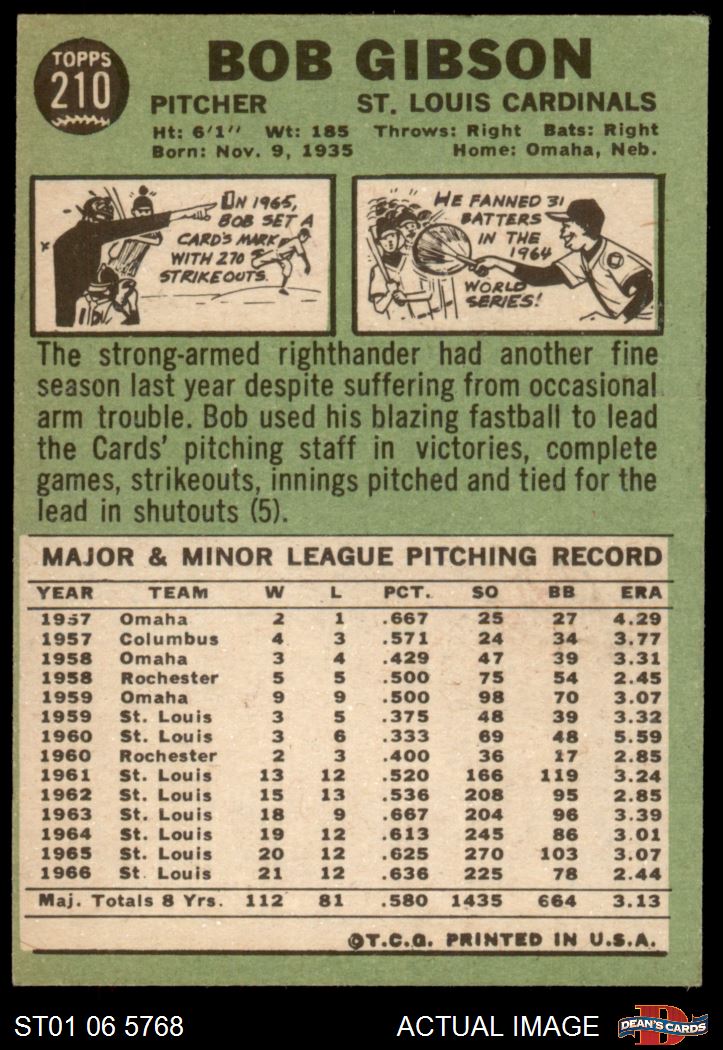 TOPPS
210
BOB GIBSON
PITCHER ST. LOUIS CARDINALS
Ht: 6'1" Wt: 185 Throws: Right Bats: Right
Born: Nov. 9, 1935 Home: Omaha, Neb.
IN 1965,
BOB SET A
CARD'S MARK
WITH 270
STRIKEOUTS.
HE FANNED 31
BATTERS
IN THE
1964
WORLD
SERIES!
The strong-armed righthander had another fine
season last year despite suffering from occasional
arm trouble. Bob used his blazing fastball to lead
the Cards' pitching staff in victories, complete
games, strikeouts, innings pitched and tied for the
lead in shutouts (5).
MAJOR & MINOR LEAGUE PITCHING RECORD
YEAR TEAM W L PCT. SO BB ERA
1957 Omaha 2 1 .667 25 27 4.29
1957 Columbus 4 3 .571 24 34 3.77
1958 Omaha 3 4 .429 47 39 3.31
1958 Rochester 5 5 .500 75 54 2.45
1959 Omaha 9 9 .500 98 70 3.07
1959 St. Louis 3 5 .375 48 39 3.32
1960 St. Louis 3 6 .333 69 48 5.59
1960 Rochester 2 3 .400 36 17 2.85
1961 St. Louis 13 12 .520 166 119 3.24
1962 St. Louis 15 13 .536 208 95 2.85
1963 St. Louis 18 9 .667 204 96 3.39
1964 St. Louis 19 12 .613 245 86 3.01
1965 St. Louis 20 12 .625 270 103 3.07
1966 St. Louis 21 12 .636 225 78 2.44
Maj. Totals 8 Yrs. 112 81 .580 1435 664 3.13
©T.C.G. PRINTED IN U.S.A.
ST01 06 5768 ACTUAL IMAGE D DEAN'S CARDS